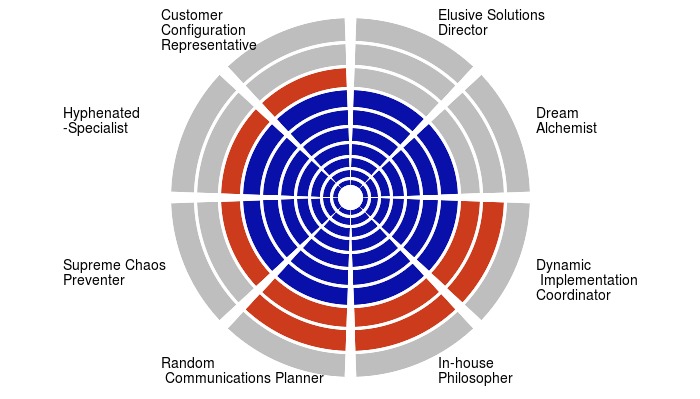 Customer
Configuration
Representative
Elusive Solutions
Director
Hyphenated
-Specialist
Dream
Alchemist
Supreme Chaos
Preventer
Dynamic
Implementation
Coordinator
Random
Communications Planner
In-house
Philosopher